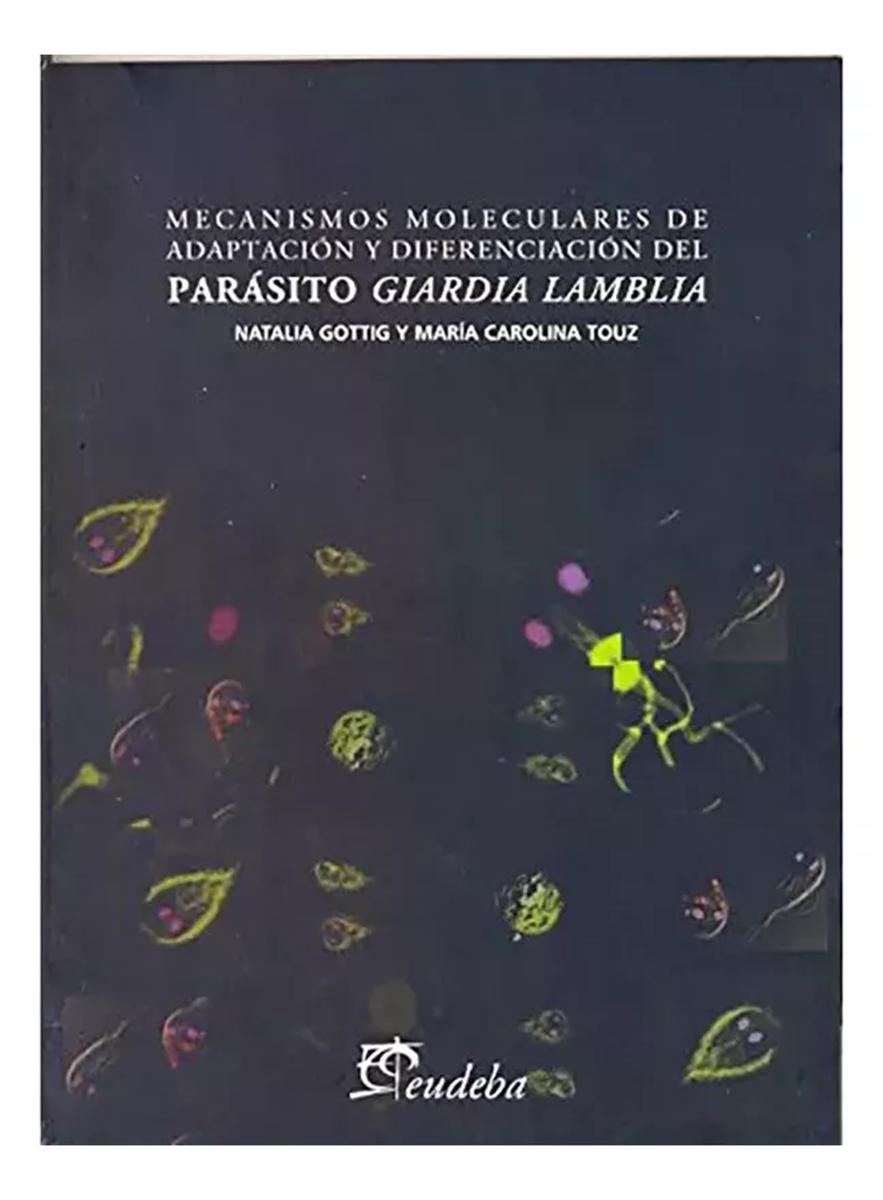 MECANISMOS MOLECULARES DE
ADAPTACIÓN Y DIFERENCIACIÓN DEL
PARÁSITO GIARDIA LAMBLIA
NATALIA GOTTIG Y MARÍA CAROLINA TOUZ
eudeba